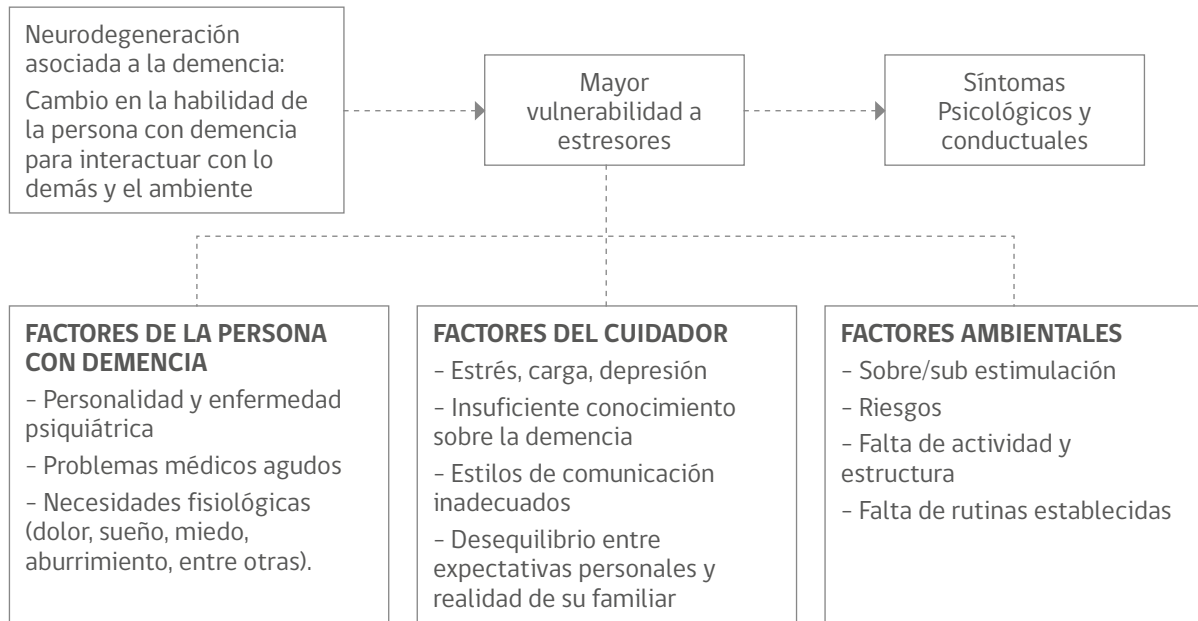 Neurodegeneración
asociada a la demencia:
Cambio en la habilidad de
la persona con demencia
para interactuar con lo
demás y el ambiente
Mayor
vulnerabilidad a
estresores
Síntomas
Psicológicos y
conductuales
FACTORES DE LA PERSONA
CON DEMENCIA
– Personalidad y enfermedad
psiquiátrica
– Problemas médicos agudos
– Necesidades fisiológicas
(dolor, sueño, miedo,
aburrimiento, entre otras).
FACTORES DEL CUIDADOR
– Estrés, carga, depresión
– Insuficiente conocimiento
sobre la demencia
– Estilos de comunicación
inadecuados
– Desequilibrio entre
expectativas personales y
realidad de su familiar
FACTORES AMBIENTALES
– Sobre/sub estimulación
– Riesgos
– Falta de actividad y
estructura
– Falta de rutinas establecidas